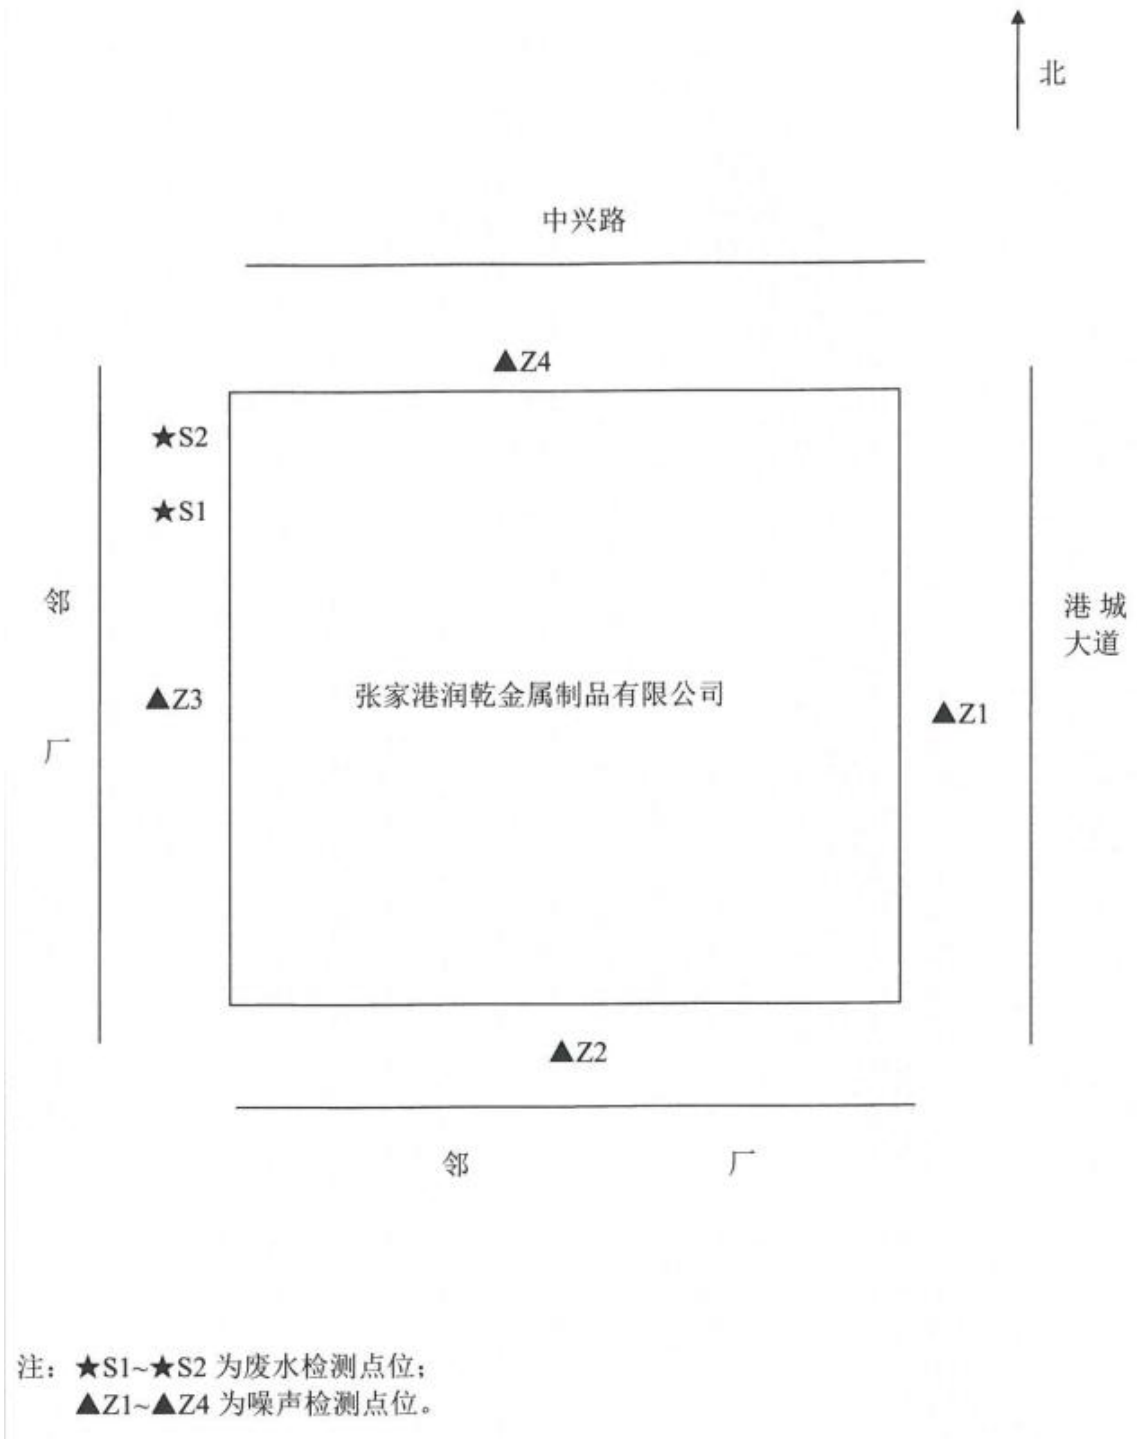 北
中兴路
▲Z4
★S2
★S1
邻
厂
▲Z3
张家港润乾金属制品有限公司
▲Z1
港 城
大道
▲Z2
邻 厂
注：★S1~★S2 为废水检测点位；
▲Z1~▲Z4 为噪声检测点位。